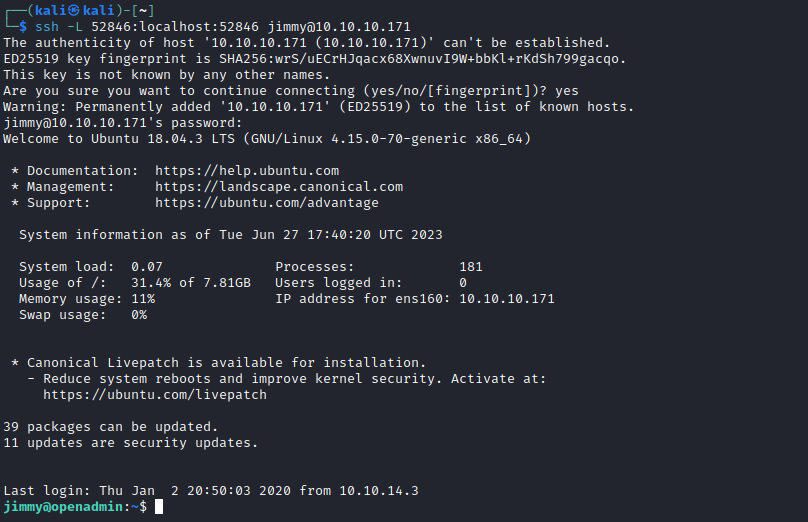 ┌──(kali㉿kali)-[~]
└─$ ssh -L 52846:localhost:52846 jimmy@10.10.10.171
The authenticity of host '10.10.10.171 (10.10.10.171)' can't be established.
ED25519 key fingerprint is SHA256:wrS/uECrHJqacx68XwnuvI9W+bbKl+rKdSh799gacqo.
This key is not known by any other names.
Are you sure you want to continue connecting (yes/no/[fingerprint])? yes
Warning: Permanently added '10.10.10.171' (ED25519) to the list of known hosts.
jimmy@10.10.10.171's password:
Welcome to Ubuntu 18.04.3 LTS (GNU/Linux 4.15.0-70-generic x86_64)

 * Documentation:  https://help.ubuntu.com
 * Management:     https://landscape.canonical.com
 * Support:        https://ubuntu.com/advantage

  System information as of Tue Jun 27 17:40:20 UTC 2023

  System load:  0.07              Processes:             181
  Usage of /:   31.4% of 7.81GB   Users logged in:       0
  Memory usage: 11%               IP address for ens160: 10.10.10.171
  Swap usage:   0%

 * Canonical Livepatch is available for installation.
   - Reduce system reboots and improve kernel security. Activate at:
     https://ubuntu.com/livepatch

39 packages can be updated.
11 updates are security updates.

Last login: Thu Jan  2 20:50:03 2020 from 10.10.14.3
jimmy@openadmin:~$